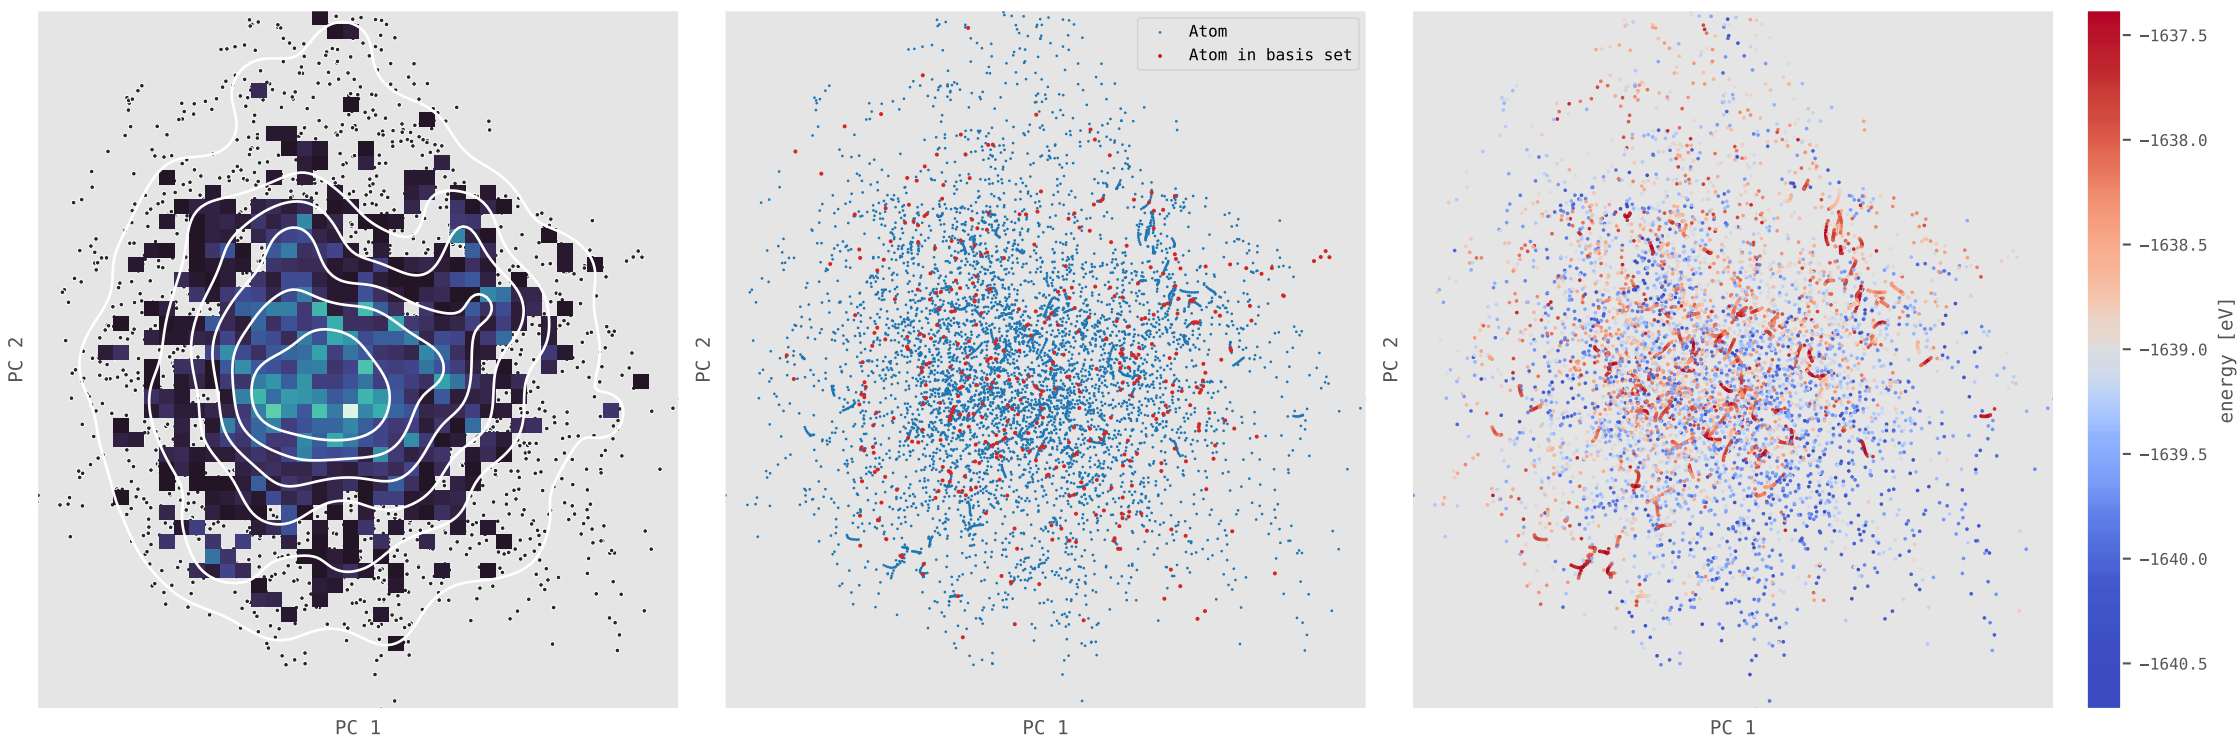 PC 2
PC 1
PC 2
Atom
Atom in basis set
PC 1
PC 2
PC 1
−1637.5
−1638.0
−1638.5
−1639.0
−1639.5
−1640.0
−1640.5
energy [eV]